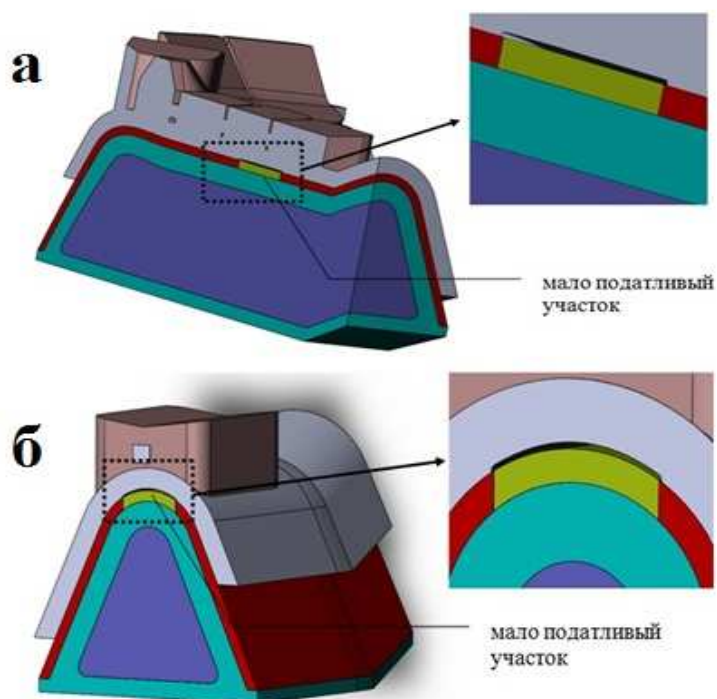 а
мало податливый
участок
б
мало податливый
участок